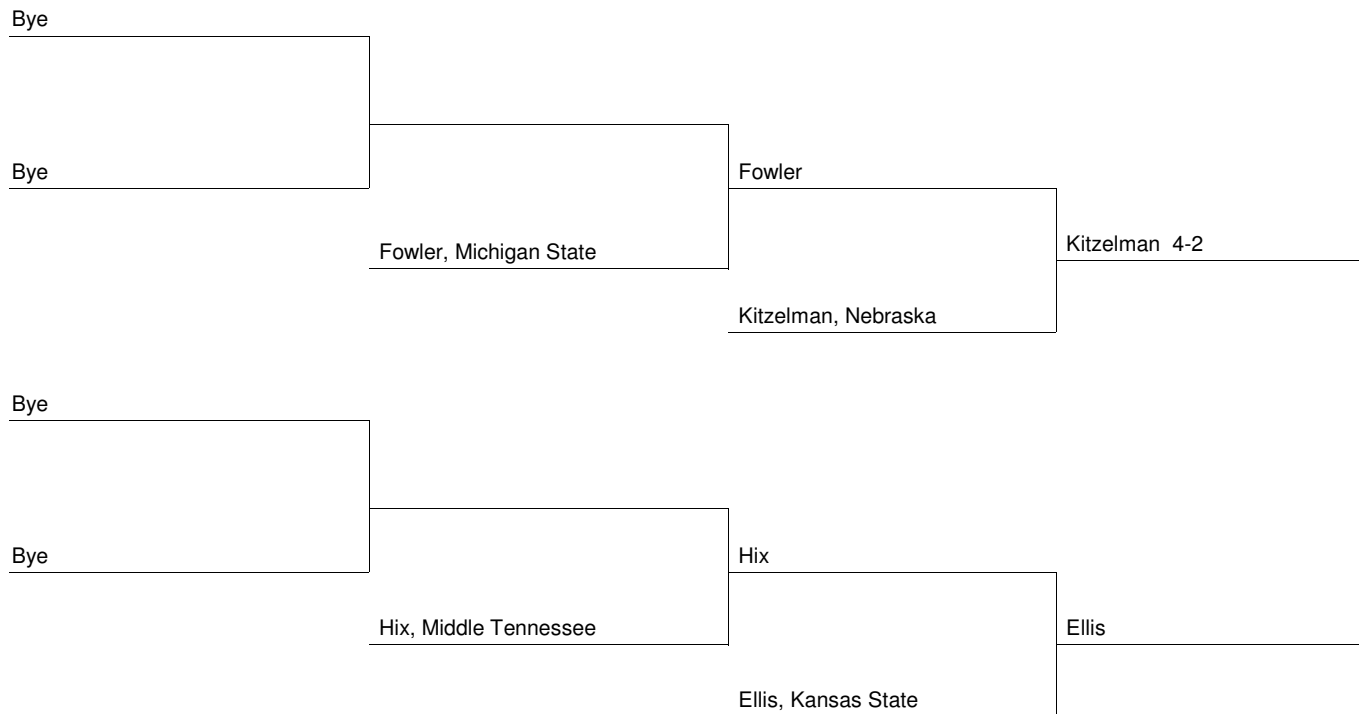 Bye
Bye
Fowler
Kitzelman  4-2
Fowler, Michigan State
Kitzelman, Nebraska
Bye
Bye
Hix
Hix, Middle Tennessee
Ellis
Ellis, Kansas State